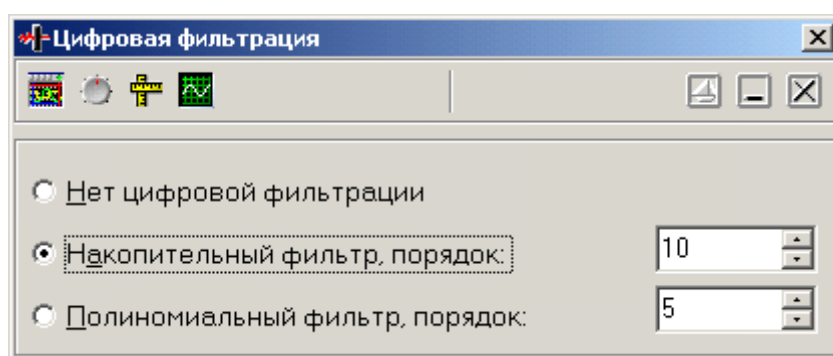 Цифровая фильтрация
Нет цифровой фильтрации
Накопительный фильтр, порядок: 10
Полиномиальный фильтр, порядок: 5